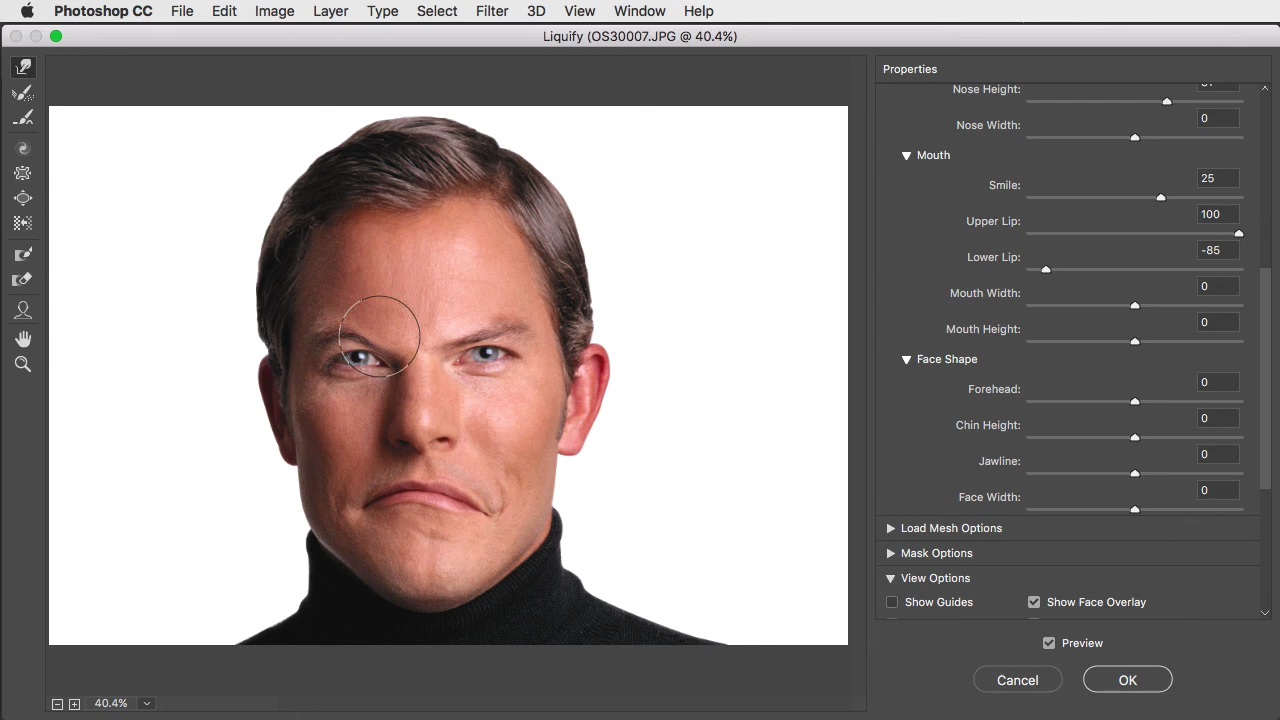 Photoshop CC File Edit Image Layer Type Select Filter 3D View Window Help
Liquify (OS30007.JPG @ 40.4%)
Properties
Nose Height:
Nose Width: 0
Mouth
Smile: 25
Upper Lip: 100
Lower Lip: -85
Mouth Width: 0
Mouth Height: 0
Face Shape
Forehead: 0
Chin Height: 0
Jawline: 0
Face Width: 0
Load Mesh Options
Mask Options
View Options
Show Guides Show Face Overlay
Preview
Cancel OK
40.4%